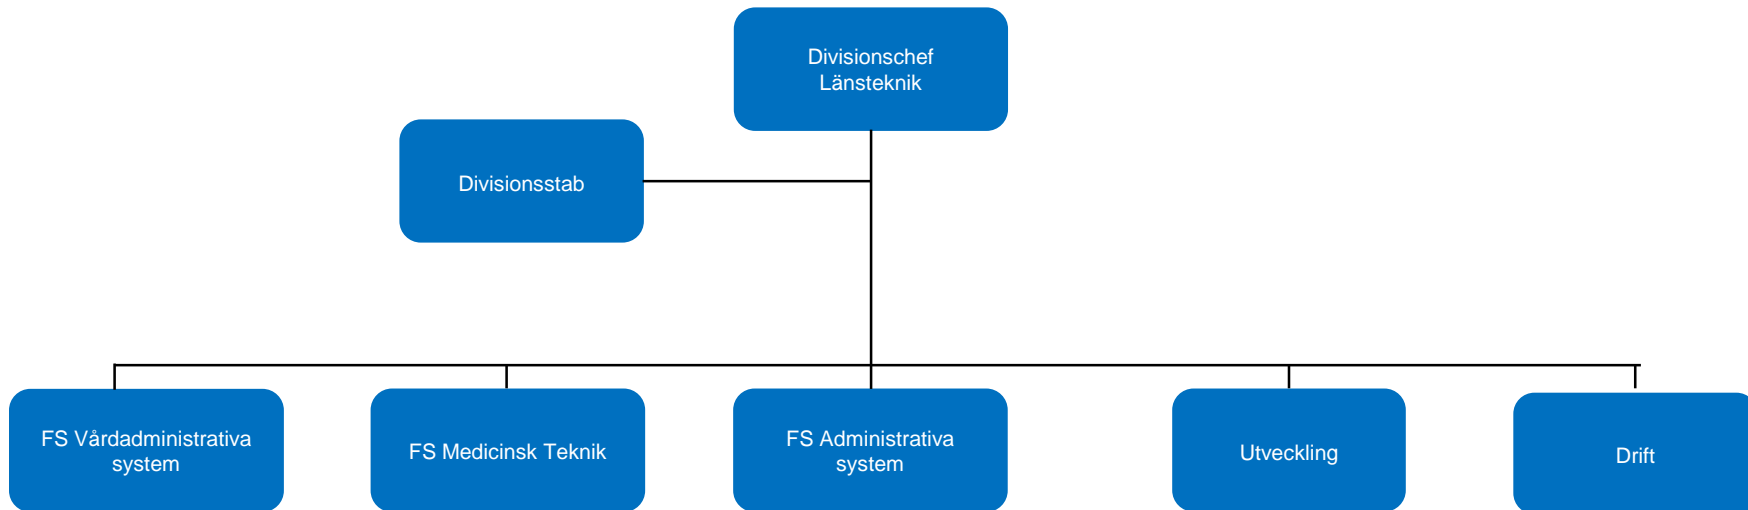 Divisionschef
Länsteknik
Divisionsstab
FS Vårdadministrativa
system
FS Medicinsk Teknik
FS Administrativa
system
Utveckling
Drift